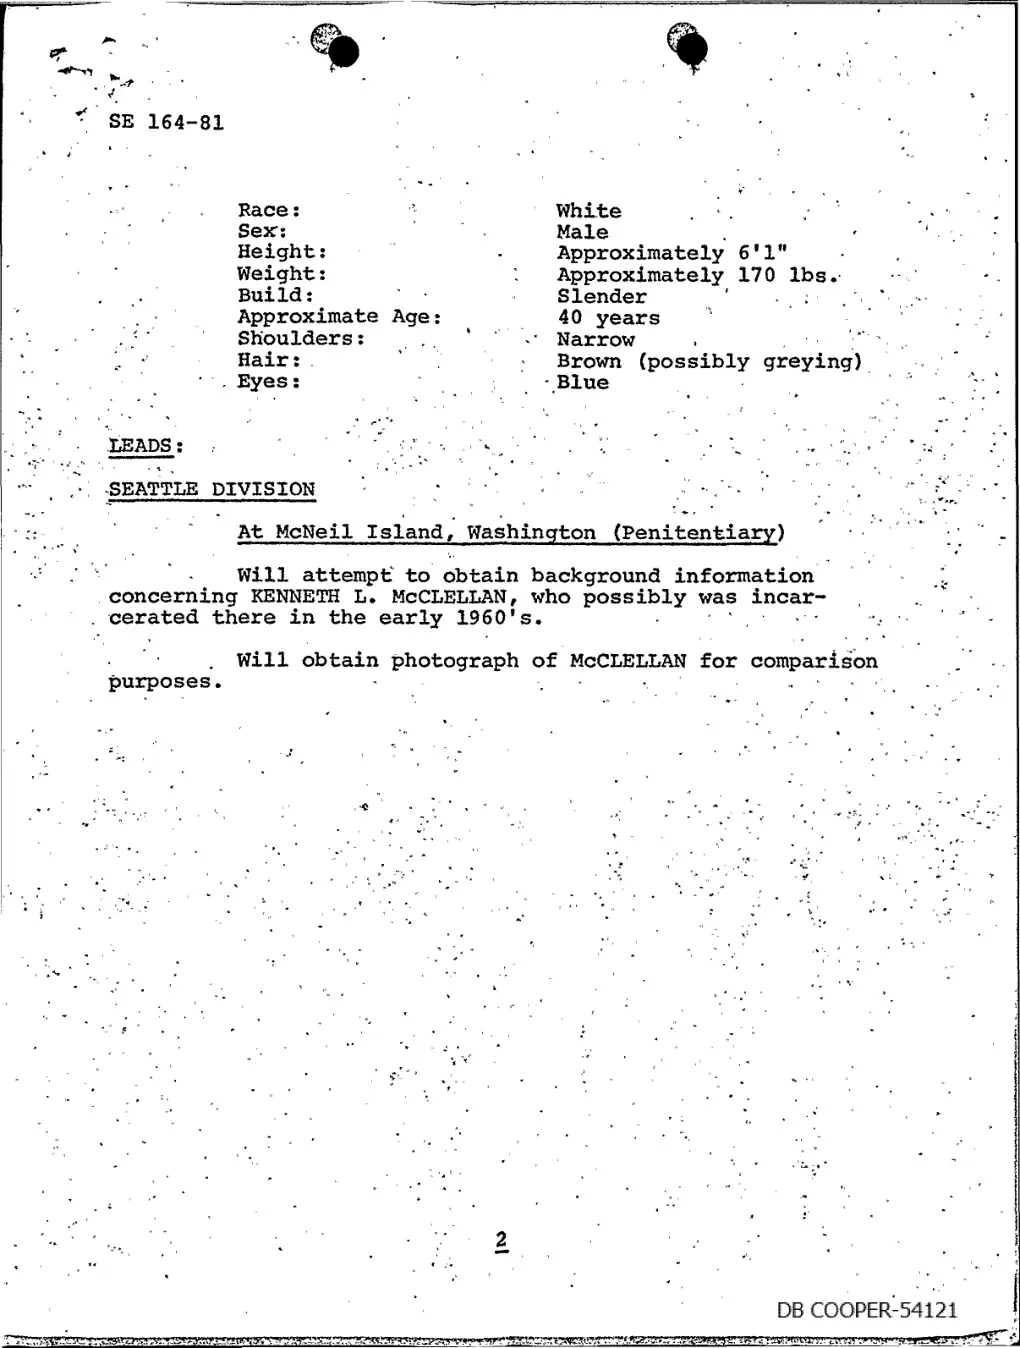 SE 164-81
Race: White
Sex: Male
Height: Approximately 6'1"
Weight: Approximately 170 lbs.
Build: Slender
Approximate Age: 40 years
Shoulders: Narrow
Hair: Brown (possibly greying)
Eyes: Blue
LEADS:
SEATTLE DIVISION
At McNeil Island, Washington (Penitentiary)
Will attempt to obtain background information
concerning KENNETH L. McCLELLAN, who possibly was incar-
cerated there in the early 1960's.
Will obtain photograph of McCLELLAN for comparison
purposes.
2
DB COOPER-54121